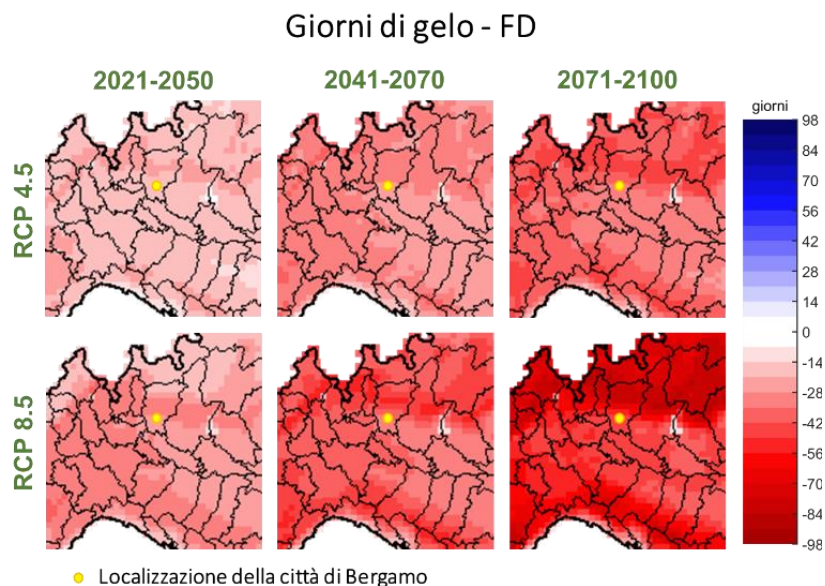 Giorni di gelo - FD
2021-2050 2041-2070 2071-2100
giorni
RCP 4.5
RCP 8.5
98
84
70
56
42
28
14
0
-14
-28
-42
-56
-70
-84
-98
Localizzazione della città di Bergamo